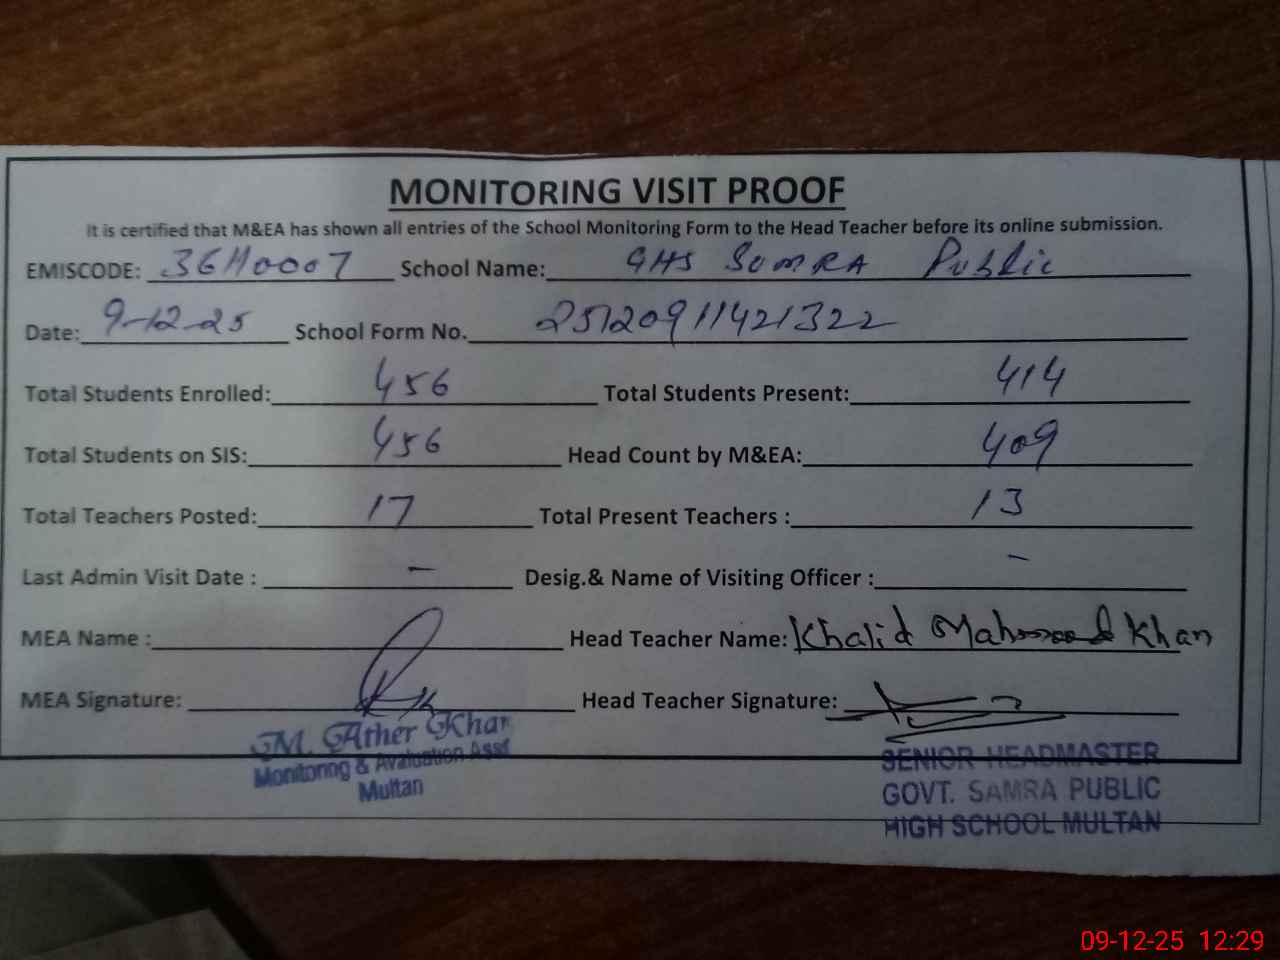 MONITORING VISIT PROOF
It is certified that M&EA has shown all entries of the School Monitoring Form to the Head Teacher before its online submission.
EMISCODE: 36110007 School Name: GHS SUMRA Public
Date: 9-12-25 School Form No. 25120911421322
Total Students Enrolled: 456 Total Students Present: 414
Total Students on SIS: 456 Head Count by M&EA: 409
Total Teachers Posted: 17 Total Present Teachers : 13
Last Admin Visit Date : – Desig.& Name of Visiting Officer : –
MEA Name : Head Teacher Name: Khalid Mahmood Khan
MEA Signature: Head Teacher Signature:
M. Ather Khan
Monitoring & Avaluation Asst
Multan
SENIOR HEADMASTER
GOVT. SAMRA PUBLIC
HIGH SCHOOL MULTAN
09-12-25 12:29